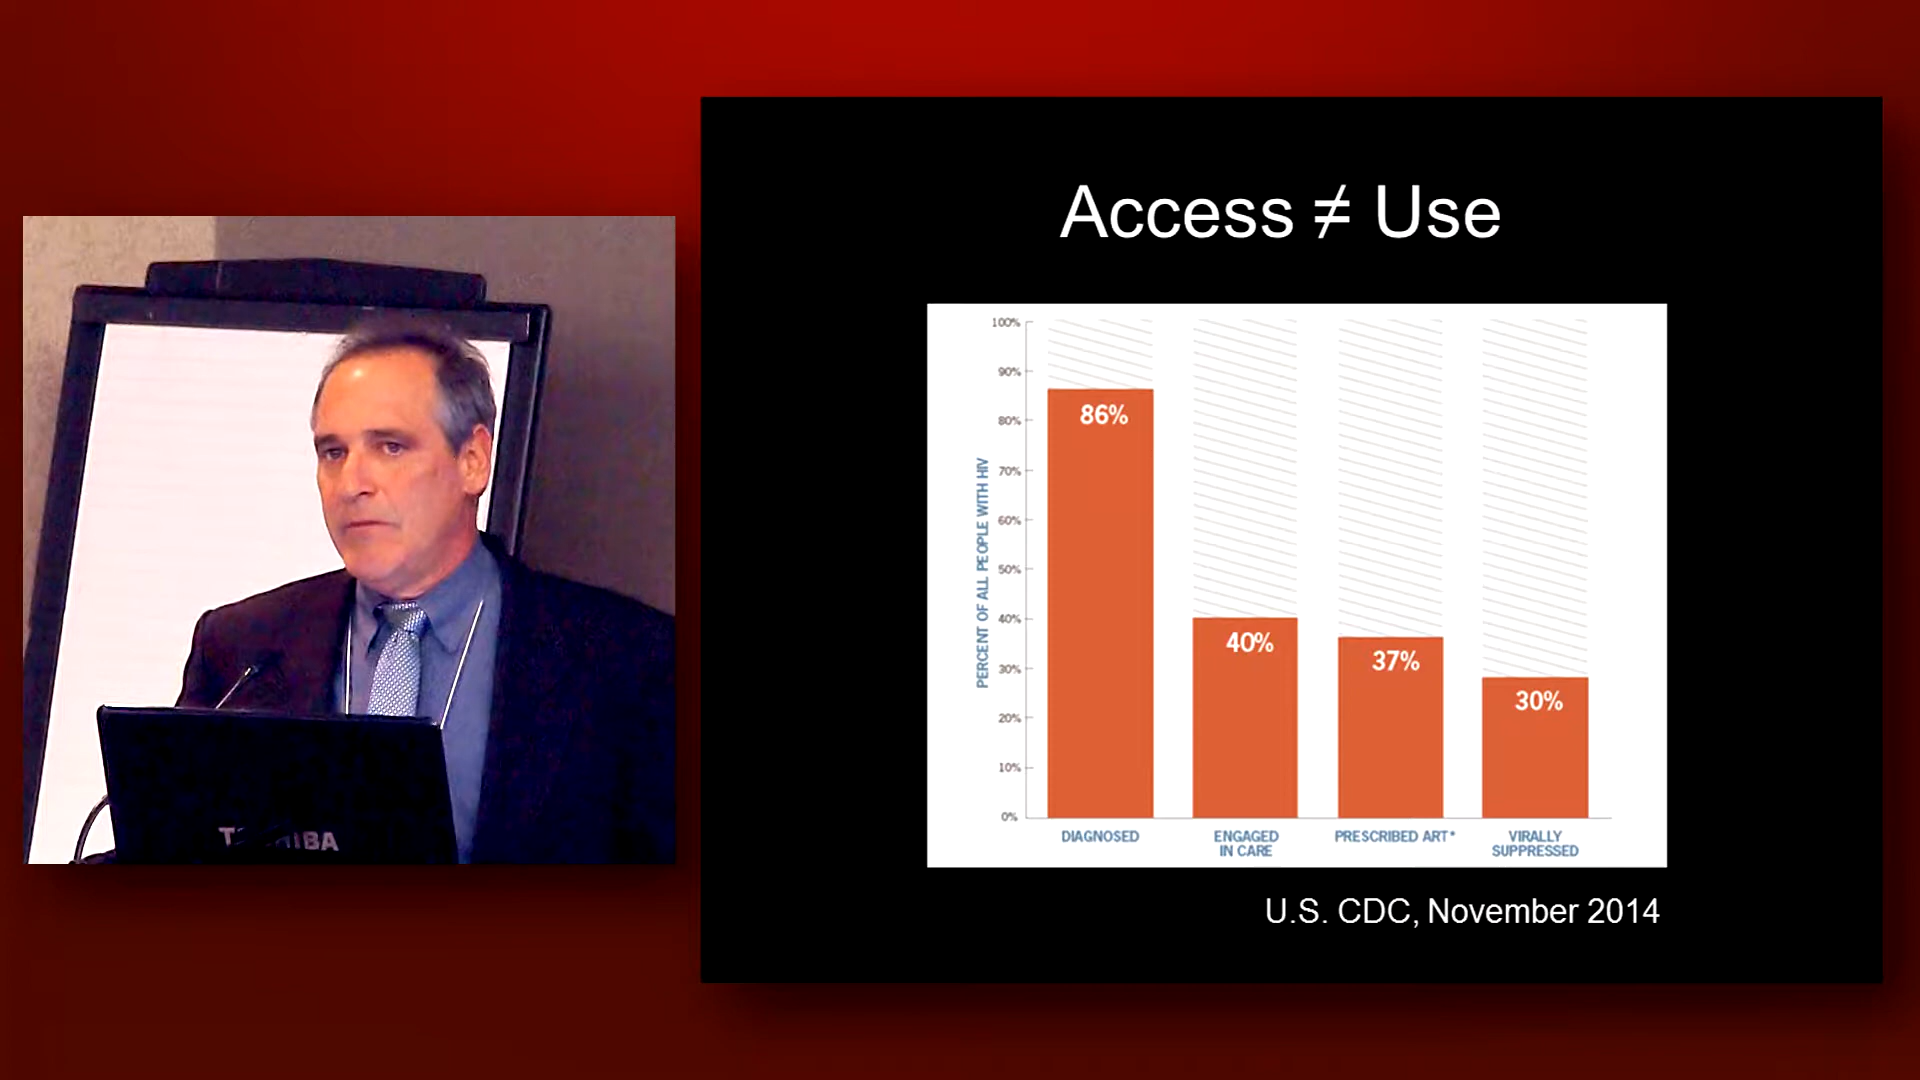 Access ≠ Use
PERCENT OF ALL PEOPLE WITH HIV
100%
90%
80%
70%
60%
50%
40%
30%
20%
10%
0%
86%
40%
37%
30%
DIAGNOSED
ENGAGED
IN CARE
PRESCRIBED ART*
VIRALLY
SUPPRESSED
U.S. CDC, November 2014